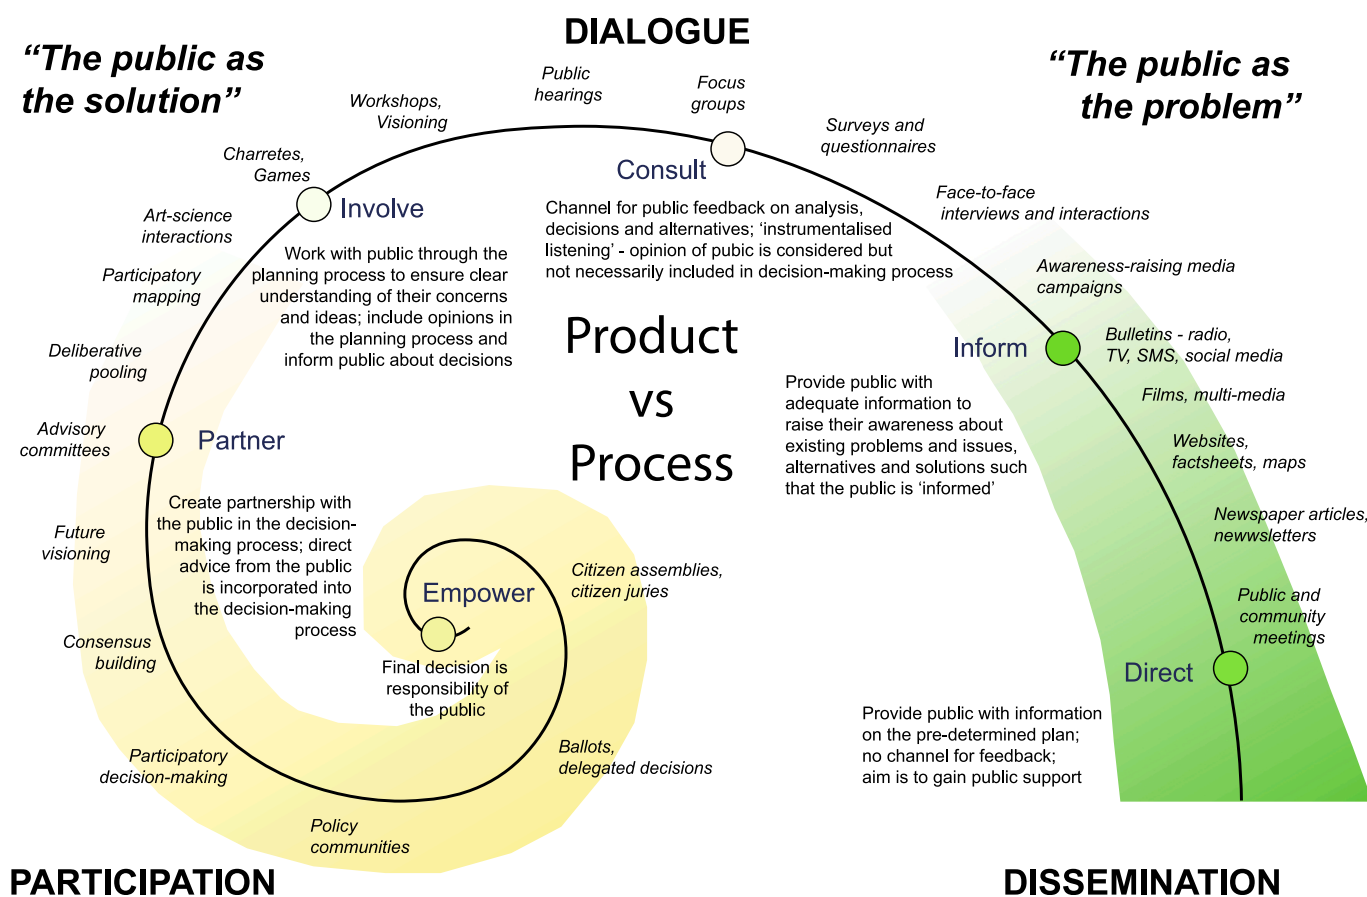 DIALOGUE
“The public as
the solution”
“The public as
the problem”
Public
hearings
Focus
groups
Workshops,
Visioning
Surveys and
questionnaires
Charretes,
Games
Consult
Channel for public feedback on analysis,
decisions and alternatives; ‘instrumentalised
listening’ - opinion of pubic is considered but
not necessarily included in decision-making process
Face-to-face
interviews and interactions
Involve
Work with public through the
planning process to ensure clear
understanding of their concerns
and ideas; include opinions in
the planning process and
inform public about decisions
Art-science
interactions
Participatory
mapping
Awareness-raising media
campaigns
Product
vs
Process
Inform
Provide public with
adequate information to
raise their awareness about
existing problems and issues,
alternatives and solutions such
that the public is ‘informed’
Bulletins - radio,
TV, SMS, social media
Films, multi-media
Deliberative
pooling
Advisory
committees
Partner
Create partnership with
the public in the decision-
making process; direct
advice from the public
is incorporated into
the decision-making
process
Websites,
factsheets, maps
Newspaper articles,
newwsletters
Future
visioning
Empower
Final decision is
responsibility of
the public
Citizen assemblies,
citizen juries
Public and
community
meetings
Consensus
building
Direct
Provide public with information
on the pre-determined plan;
no channel for feedback;
aim is to gain public support
Participatory
decision-making
Ballots,
delegated decisions
Policy
communities
PARTICIPATION
DISSEMINATION